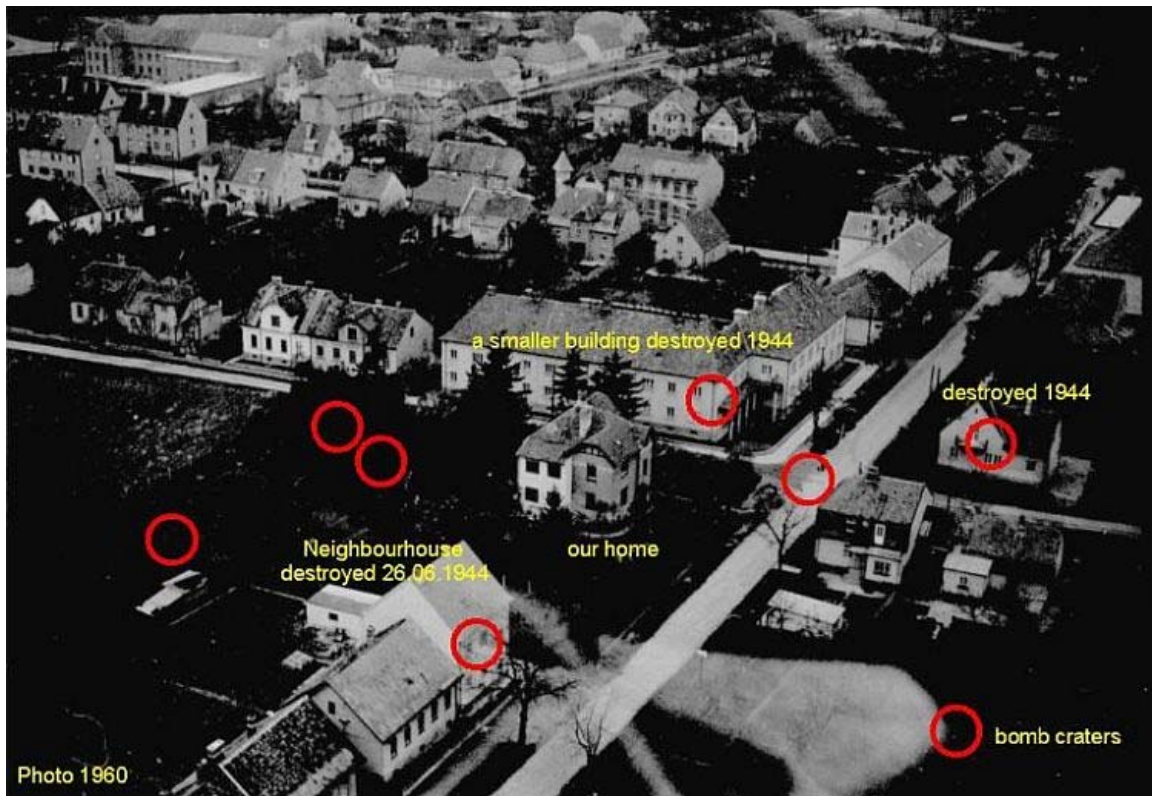 a smaller building destroyed 1944
destroyed 1944
Neighbourhouse
destroyed 26.06.1944
our home
bomb craters
Photo 1960